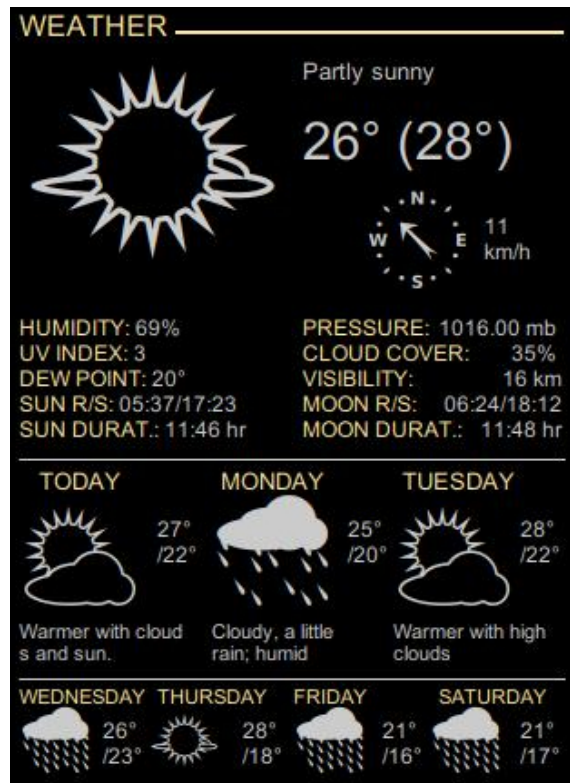 WEATHER
Partly sunny
26° (28°)
N
W E
S
11
km/h
HUMIDITY: 69%
UV INDEX: 3
DEW POINT: 20°
SUN R/S: 05:37/17:23
SUN DURAT.: 11:46 hr
PRESSURE: 1016.00 mb
CLOUD COVER: 35%
VISIBILITY: 16 km
MOON R/S: 06:24/18:12
MOON DURAT.: 11:48 hr
TODAY
27°
/22°
Warmer with cloud
s and sun.
MONDAY
25°
/20°
Cloudy, a little
rain; humid
TUESDAY
28°
/22°
Warmer with high
clouds
WEDNESDAY
26°
/23°
THURSDAY
28°
/18°
FRIDAY
21°
/16°
SATURDAY
21°
/17°